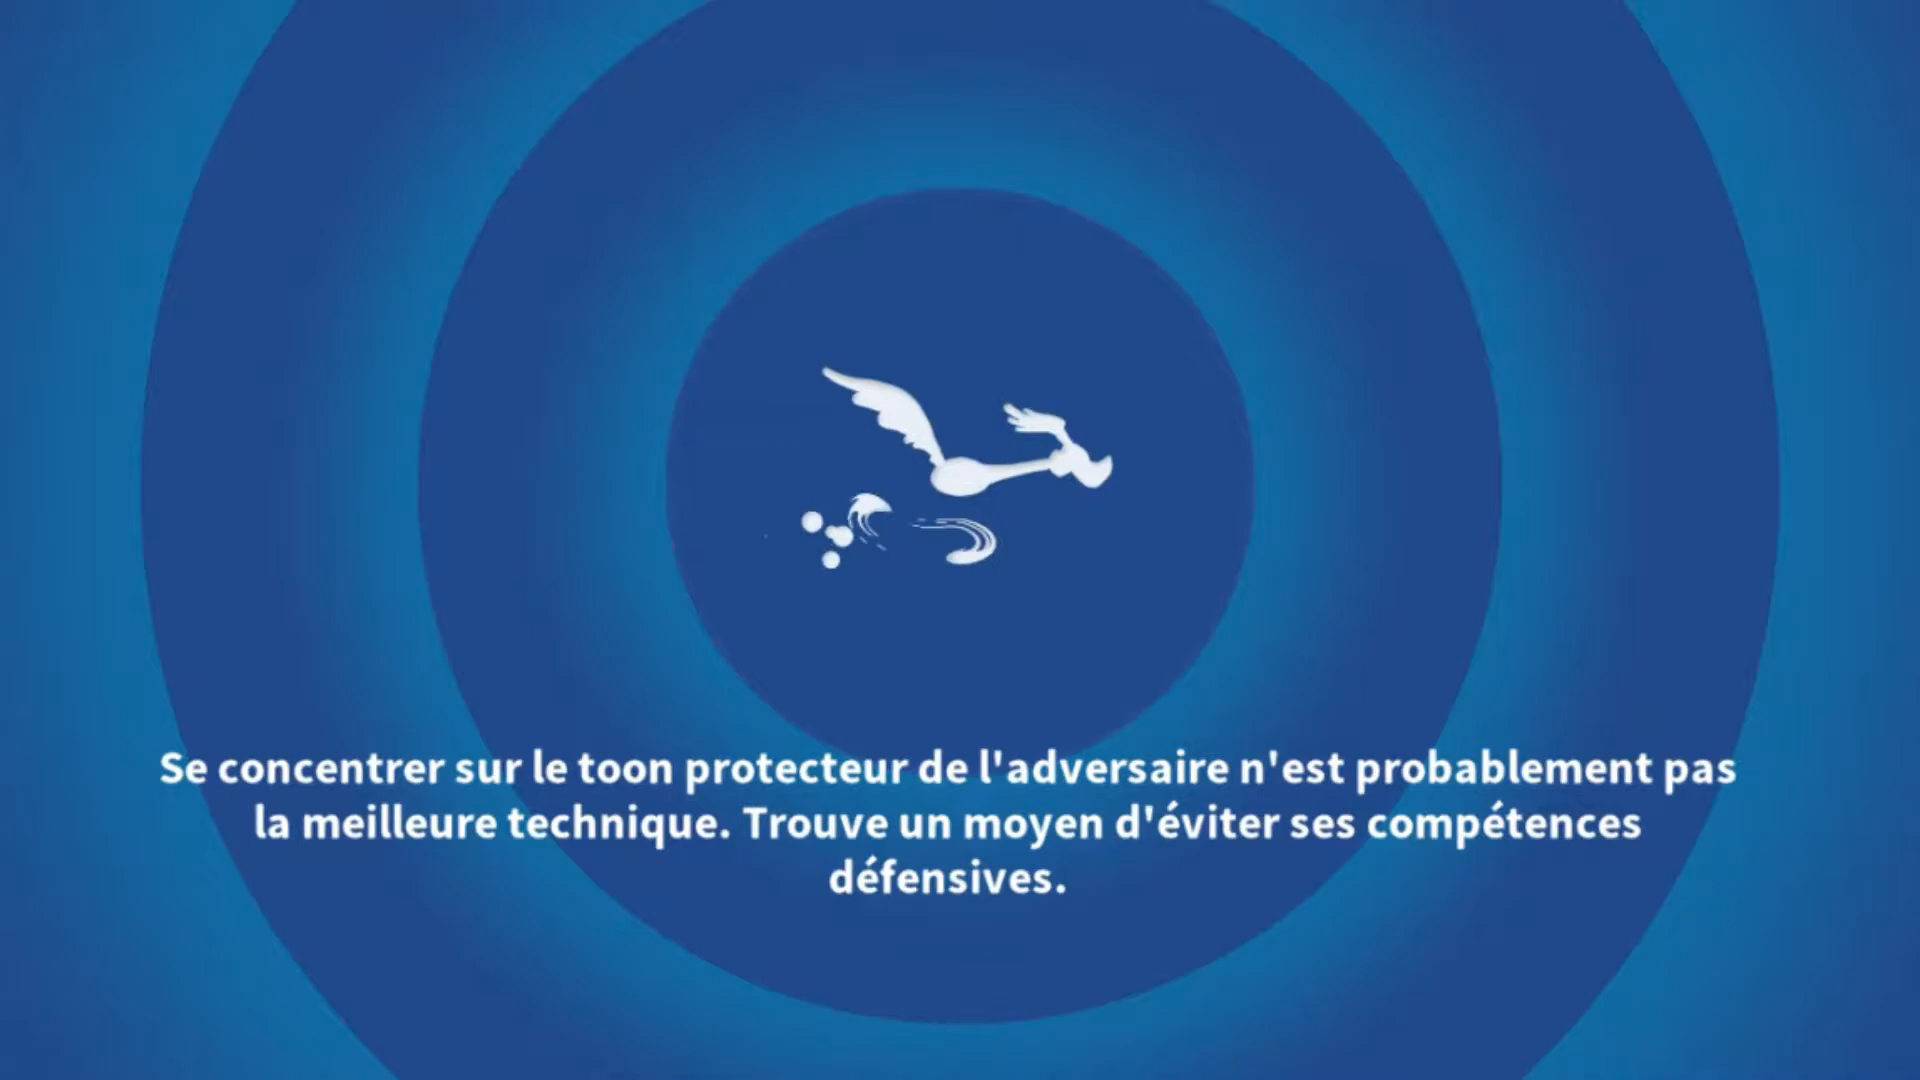 Se concentrer sur le toon protecteur de l'adversaire n'est probablement pas
la meilleure technique. Trouve un moyen d'éviter ses compétences
défensives.